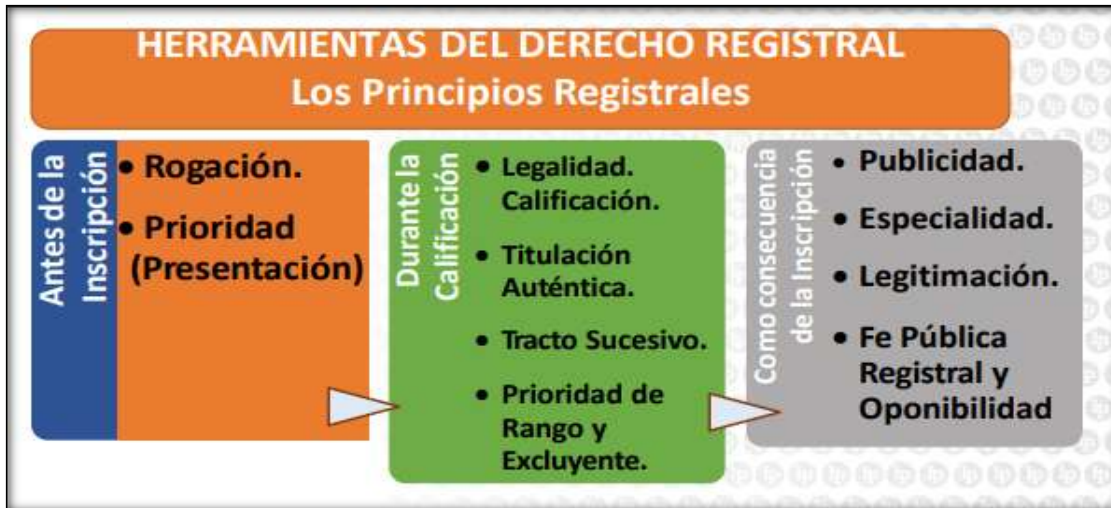 HERRAMIENTAS DEL DERECHO REGISTRAL
Los Principios Registrales
Antes de la
Inscripción
• Rogación.
• Prioridad
(Presentación)
Durante la
Calificación
• Legalidad.
Calificación.
• Titulación
Auténtica.
• Tracto Sucesivo.
• Prioridad de
Rango y
Excluyente.
Como consecuencia
de la Inscripción
• Publicidad.
• Especialidad.
• Legitimación.
• Fe Pública
Registral y
Oponibilidad